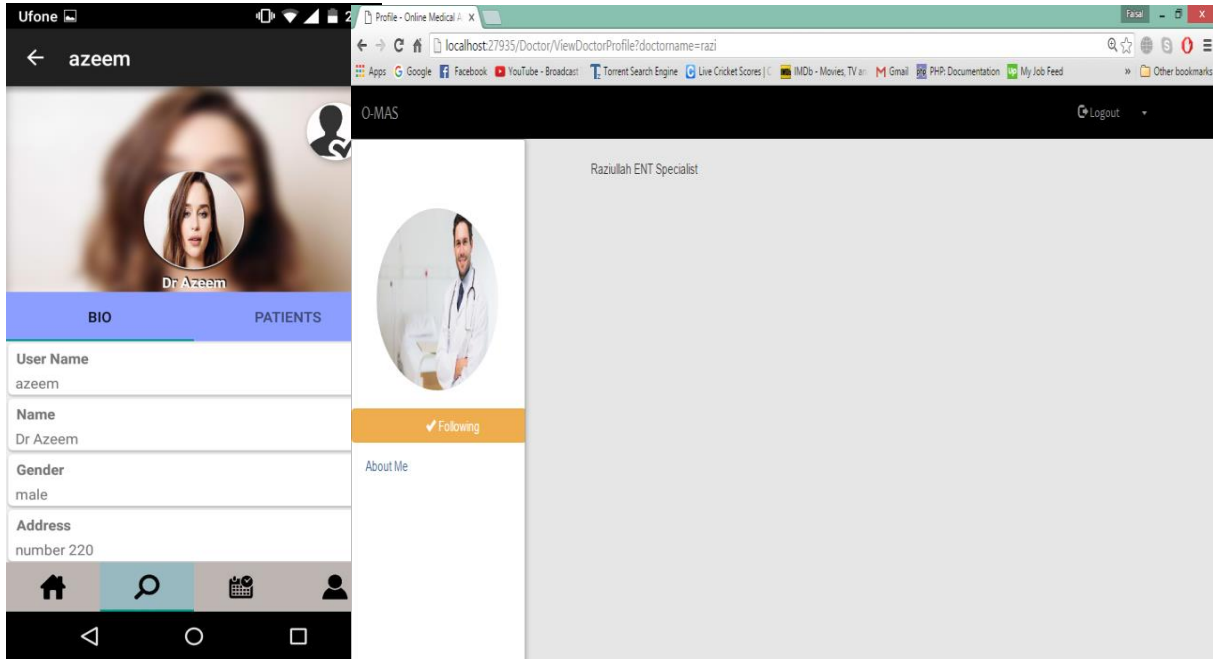 Ufone
azeem
Dr Azeem
BIO
PATIENTS
User Name
azeem
Name
Dr Azeem
Gender
male
Address
number 220
Profile - Online Medical A
Faisal
localhost:27935/Doctor/ViewDoctorProfile?doctorname=razi
Apps Google Facebook YouTube - Broadcast Torrent Search Engine Live Cricket Scores | C IMDb - Movies, TV an Gmail PHP: Documentation My Job Feed » Other bookmarks
O-MAS
Logout
Raziullah ENT Specialist
Following
About Me